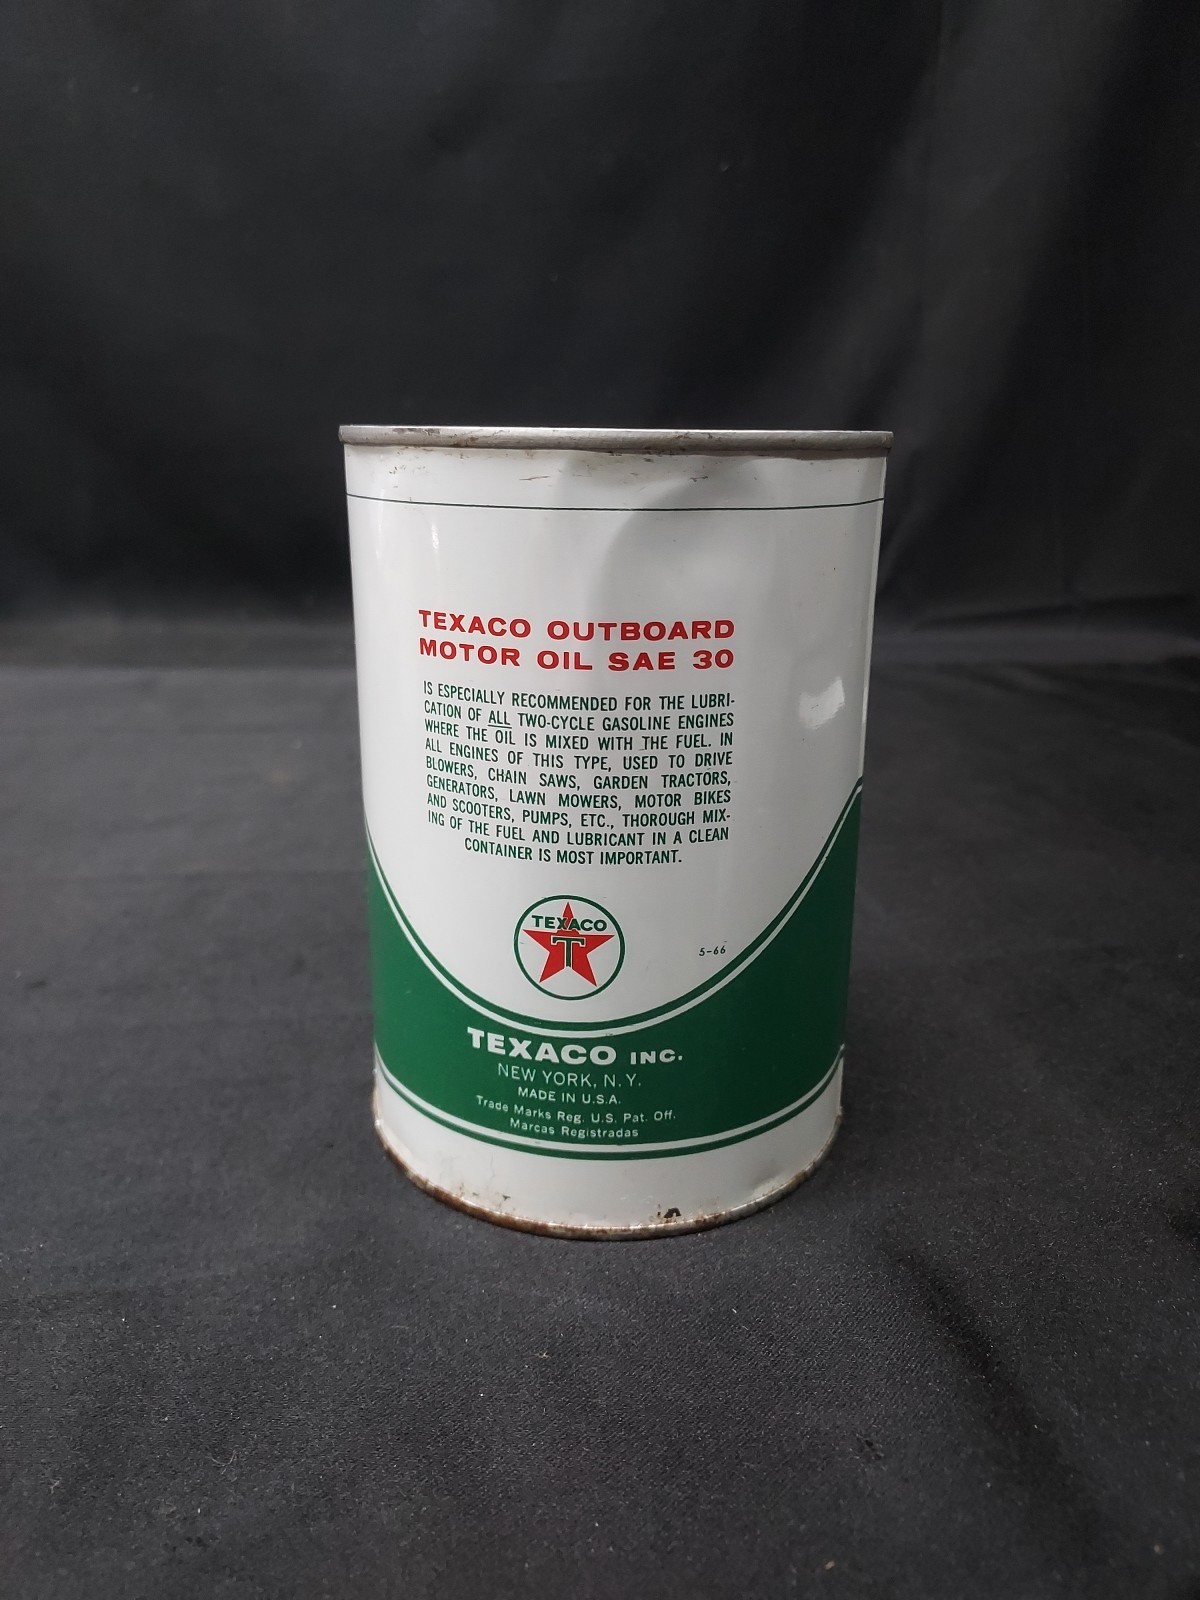 TEXACO OUTBOARD
MOTOR OIL SAE 30
IS ESPECIALLY RECOMMENDED FOR THE LUBRI-
CATION OF ALL TWO-CYCLE GASOLINE ENGINES
WHERE THE OIL IS MIXED WITH THE FUEL. IN
ALL ENGINES OF THIS TYPE, USED TO DRIVE
BLOWERS, CHAIN SAWS, GARDEN TRACTORS,
GENERATORS, LAWN MOWERS, MOTOR BIKES
AND SCOOTERS, PUMPS, ETC., THOROUGH MIX-
ING OF THE FUEL AND LUBRICANT IN A CLEAN
CONTAINER IS MOST IMPORTANT.
TEXACO
T
5-66
TEXACO INC.
NEW YORK, N.Y.
MADE IN U.S.A.
Trade Marks Reg. U.S. Pat. Off.
Marcas Registradas